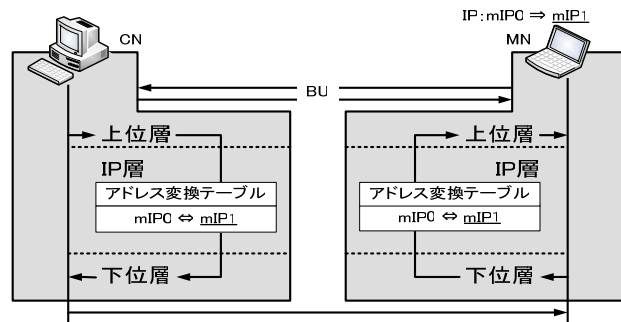 IP:mIP0 ⇒ mIP1
CN
MN
BU
上位層
上位層
IP層
IP層
アドレス変換テーブル
アドレス変換テーブル
mIP0 ⇔ mIP1
mIP0 ⇔ mIP1
下位層
下位層